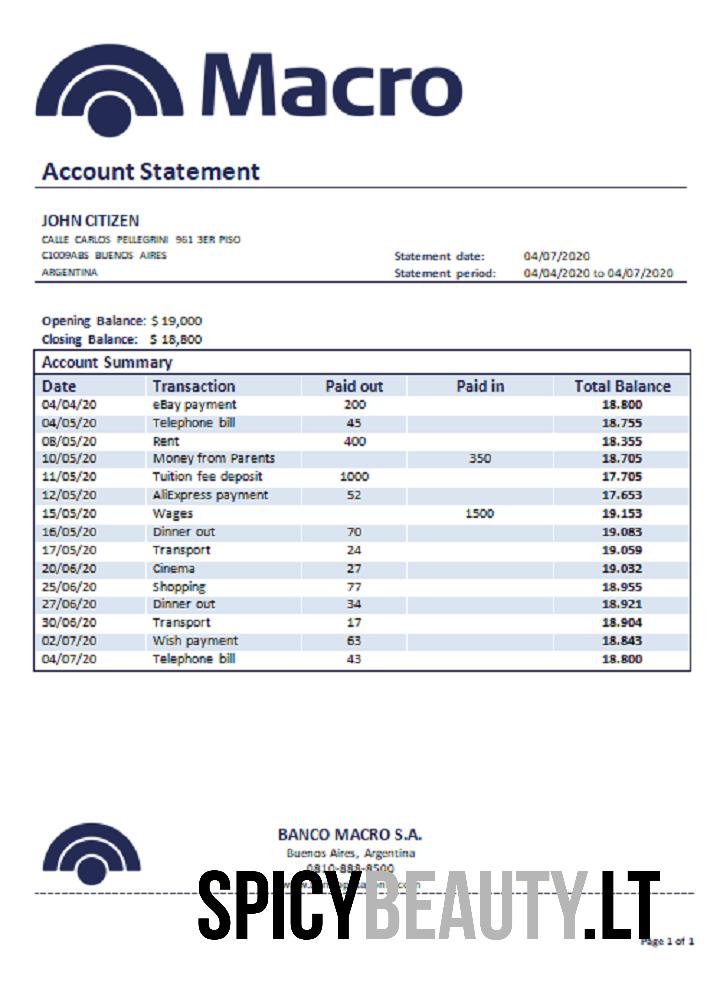 Macro
Account Statement
JOHN CITIZEN
CALLE CARLOS PELLEGRINI 961 3ER PISO
C1009ABS BUENOS AIRES
ARGENTINA
Statement date: 04/07/2020
Statement period: 04/04/2020 to 04/07/2020
Opening Balance: $ 19,000
Closing Balance: $ 18,800
Account Summary
Date Transaction Paid out Paid in Total Balance
04/04/20 eBay payment 200 18.800
04/05/20 Telephone bill 45 18.755
08/05/20 Rent 400 18.355
10/05/20 Money from Parents 350 18.705
11/05/20 Tuition fee deposit 1000 17.705
12/05/20 AliExpress payment 52 17.653
15/05/20 Wages 1500 19.153
16/05/20 Dinner out 70 19.083
17/05/20 Transport 24 19.059
20/06/20 Cinema 27 19.032
25/06/20 Shopping 77 18.955
27/06/20 Dinner out 34 18.921
30/06/20 Transport 17 18.904
02/07/20 Wish payment 63 18.843
04/07/20 Telephone bill 43 18.800
BANCO MACRO S.A.
Buenos Aires, Argentina
0810-888-8500
SPICYBEAUTY.LT
Page 1 of 1